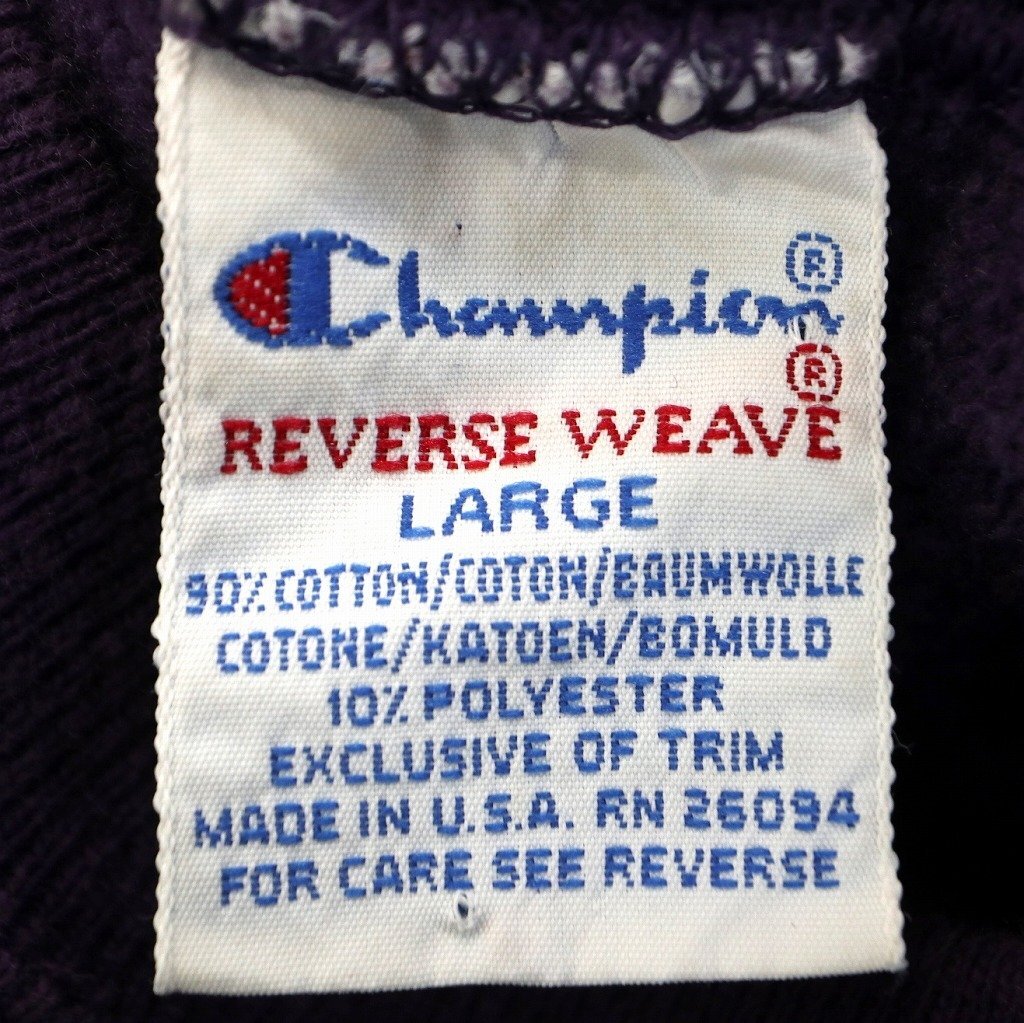 Champion®
REVERSE WEAVE®
LARGE
90% COTTON/COTON/BAUMWOLLE
COTONE/KATOEN/BOMULD
10% POLYESTER
EXCLUSIVE OF TRIM
MADE IN U.S.A. RN 26094
FOR CARE SEE REVERSE